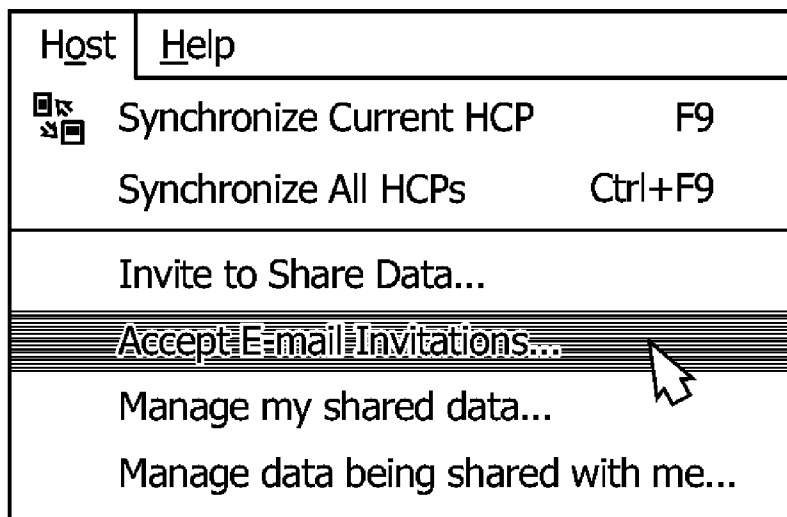 Host Help
Synchronize Current HCP F9
Synchronize All HCPs Ctrl+F9
Invite to Share Data...
Accept E-mail Invitations...
Manage my shared data...
Manage data being shared with me...